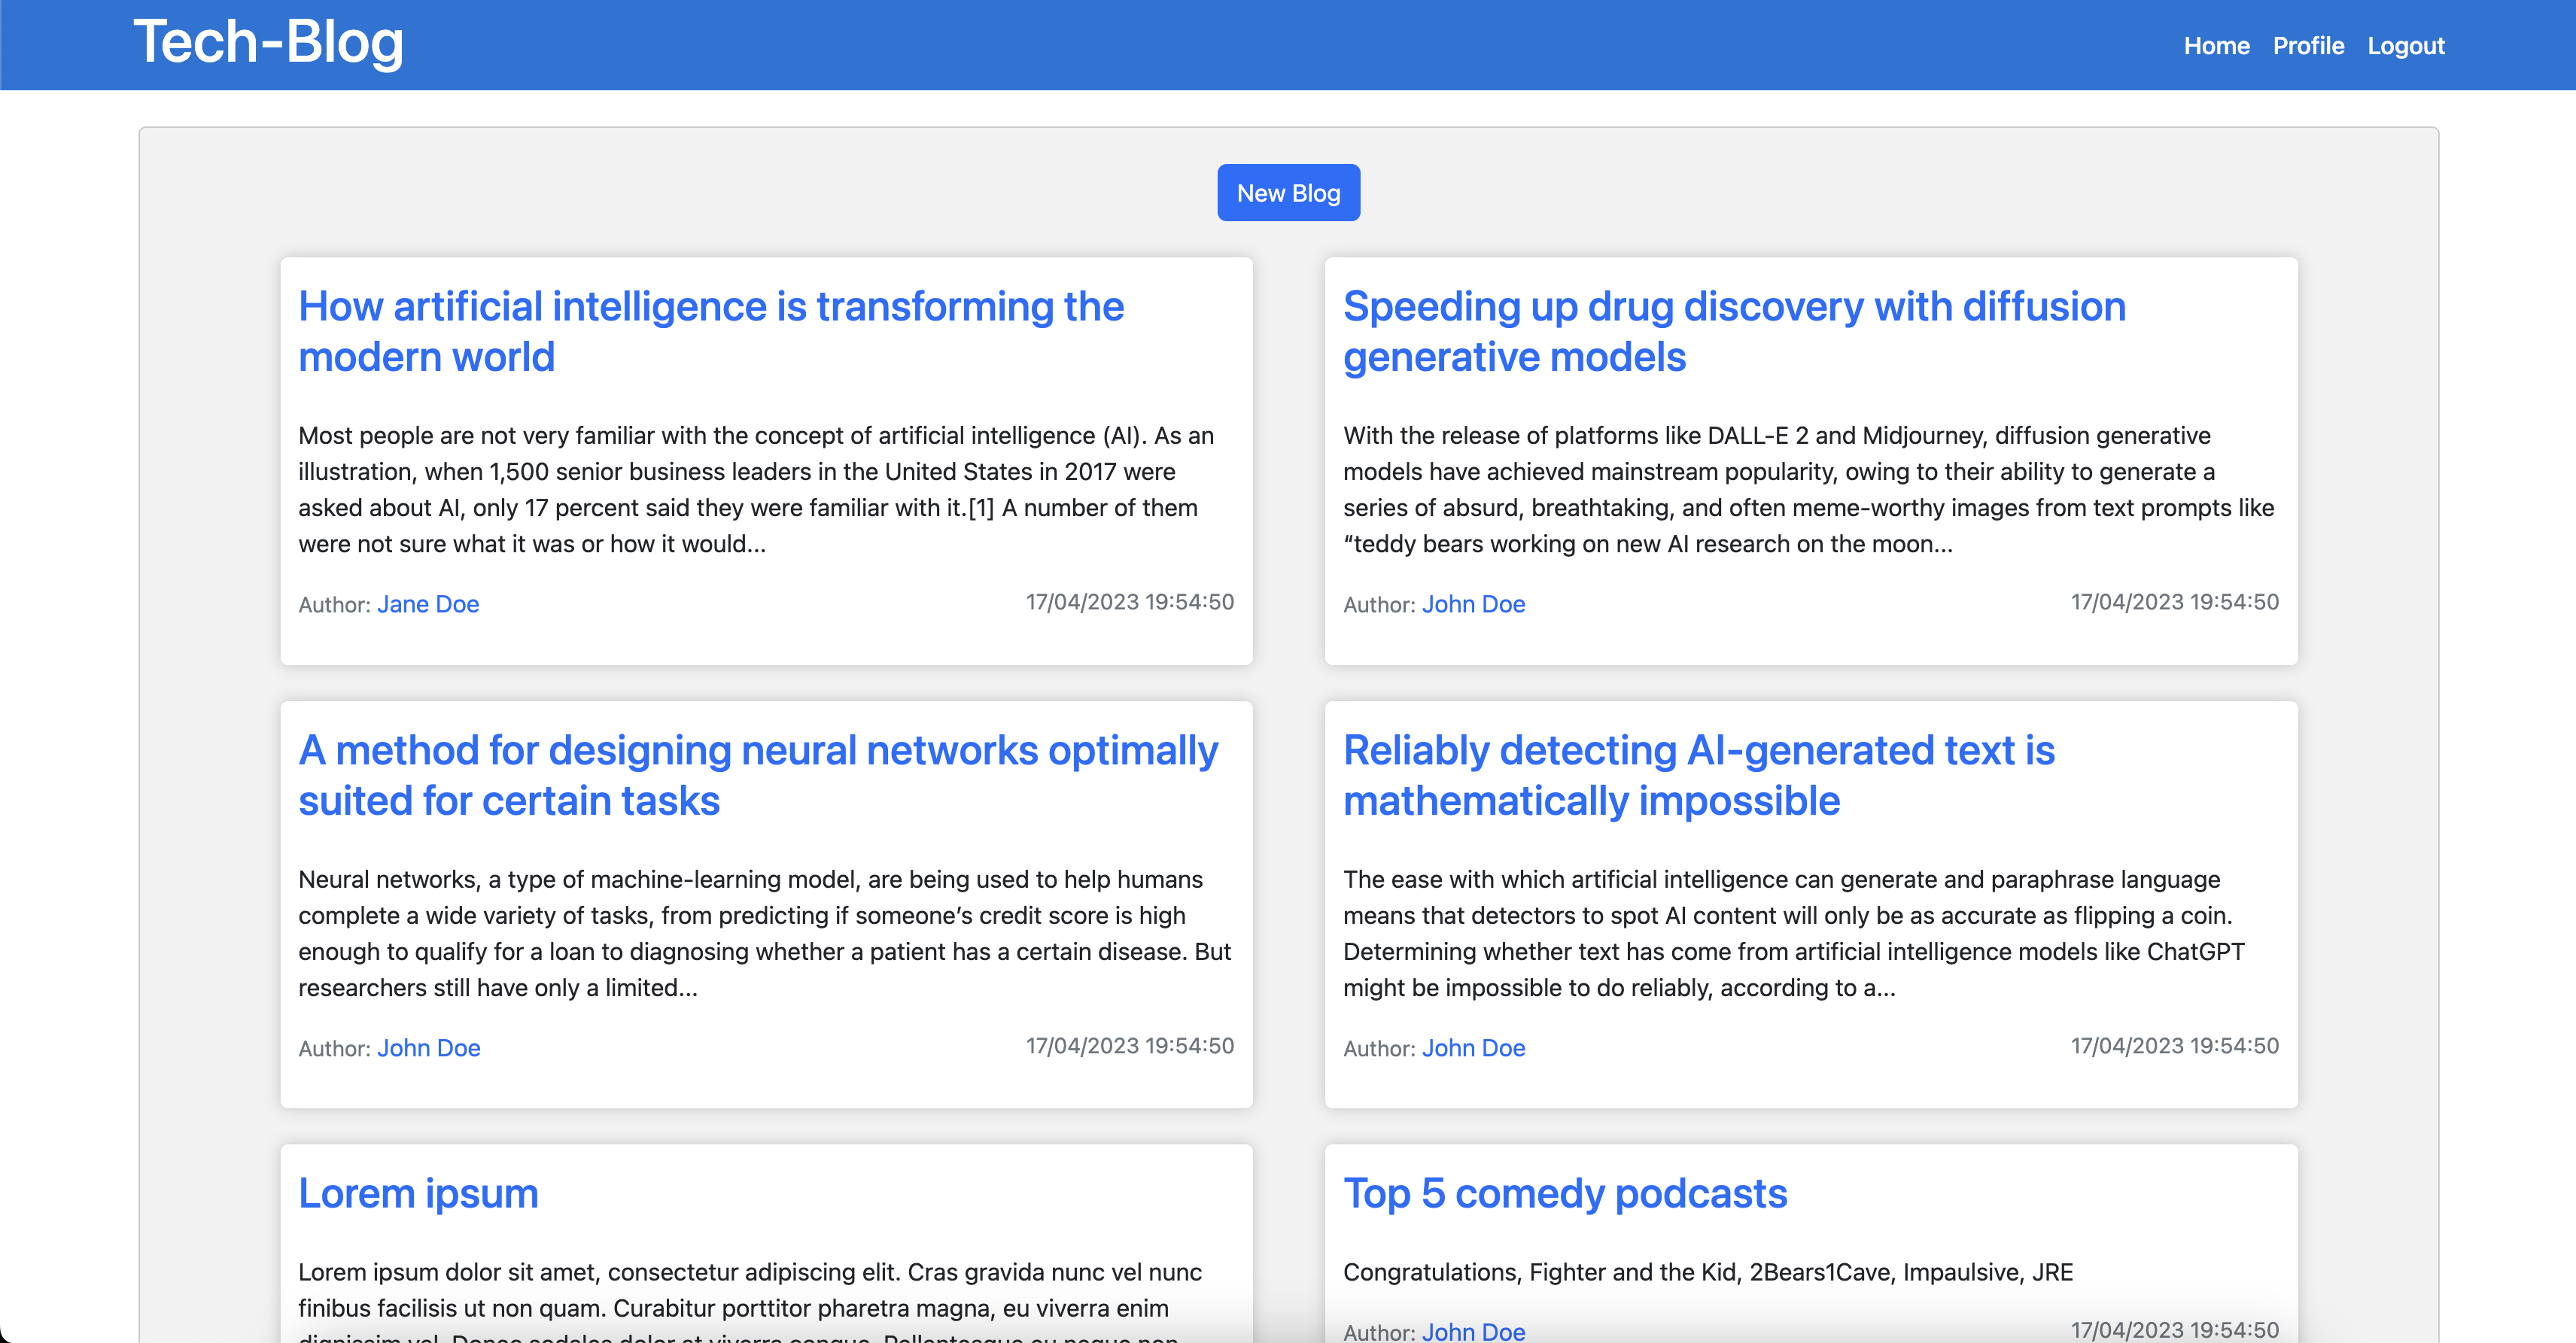 Tech-Blog
Home Profile Logout
New Blog
How artificial intelligence is transforming the
modern world
Most people are not very familiar with the concept of artificial intelligence (AI). As an
illustration, when 1,500 senior business leaders in the United States in 2017 were
asked about AI, only 17 percent said they were familiar with it.[1] A number of them
were not sure what it was or how it would...
Author: Jane Doe 17/04/2023 19:54:50
Speeding up drug discovery with diffusion
generative models
With the release of platforms like DALL-E 2 and Midjourney, diffusion generative
models have achieved mainstream popularity, owing to their ability to generate a
series of absurd, breathtaking, and often meme-worthy images from text prompts like
“teddy bears working on new AI research on the moon...
Author: John Doe 17/04/2023 19:54:50
A method for designing neural networks optimally
suited for certain tasks
Neural networks, a type of machine-learning model, are being used to help humans
complete a wide variety of tasks, from predicting if someone’s credit score is high
enough to qualify for a loan to diagnosing whether a patient has a certain disease. But
researchers still have only a limited...
Author: John Doe 17/04/2023 19:54:50
Reliably detecting AI-generated text is
mathematically impossible
The ease with which artificial intelligence can generate and paraphrase language
means that detectors to spot AI content will only be as accurate as flipping a coin.
Determining whether text has come from artificial intelligence models like ChatGPT
might be impossible to do reliably, according to a...
Author: John Doe 17/04/2023 19:54:50
Lorem ipsum
Lorem ipsum dolor sit amet, consectetur adipiscing elit. Cras gravida nunc vel nunc
finibus facilisis ut non quam. Curabitur porttitor pharetra magna, eu viverra enim
dignissim vel. Donec sodales dolor at viverra congue. Pellentesque eu neque non
Top 5 comedy podcasts
Congratulations, Fighter and the Kid, 2Bears1Cave, Impaulsive, JRE
Author: John Doe 17/04/2023 19:54:50